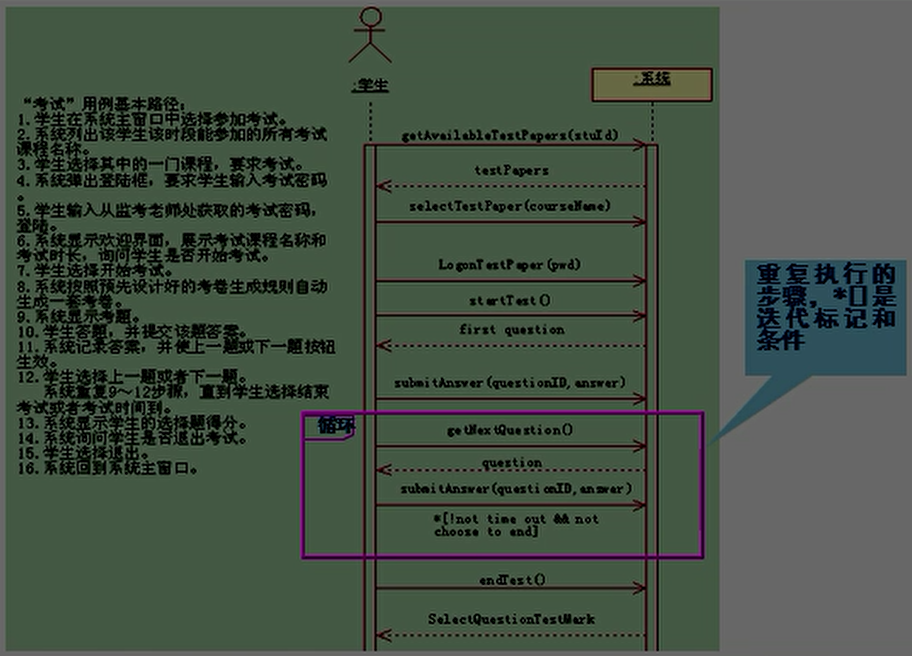 :学生
:系统
“考试”用例基本路径：
1. 学生在系统主窗口中选择参加考试。
2. 系统列出该学生该时段能参加的所有考试
课程名称。
3. 学生选择其中的一门课程，要求考试。
4. 系统弹出登陆框，要求学生输入考试密码
。
5. 学生输入从监考老师处获取的考试密码，
登陆。
6. 系统显示欢迎界面，展示考试课程名称和
考试时长，询问学生是否开始考试。
7. 学生选择开始考试。
8. 系统按照预先设计好的考卷生成规则自动
生成一套考卷。
9. 系统显示考题。
10. 学生答题，并提交该题答案。
11. 系统记录答案，并使上一题或下一题按钮
生效。
12. 学生选择上一题或者下一题。
系统重复9～12步骤，直到学生选择结束
考试或者考试时间到。
13. 系统显示学生的选择题得分。
14. 系统询问学生是否退出考试。
15. 学生选择退出。
16. 系统回到系统主窗口。
getAvailableTestPapers(stuId)
testPapers
selectTestPaper(courseName)
LogonTestPaper(pwd)
startTest()
first question
submitAnswer(questionID,answer)
循环
getNextQuestion()
question
submitAnswer(questionID,answer)
*[!not time out && not
choose to end]
endTest()
SelectQuestionTestMark
重复执行的
步骤，*[]是
迭代标记和
条件